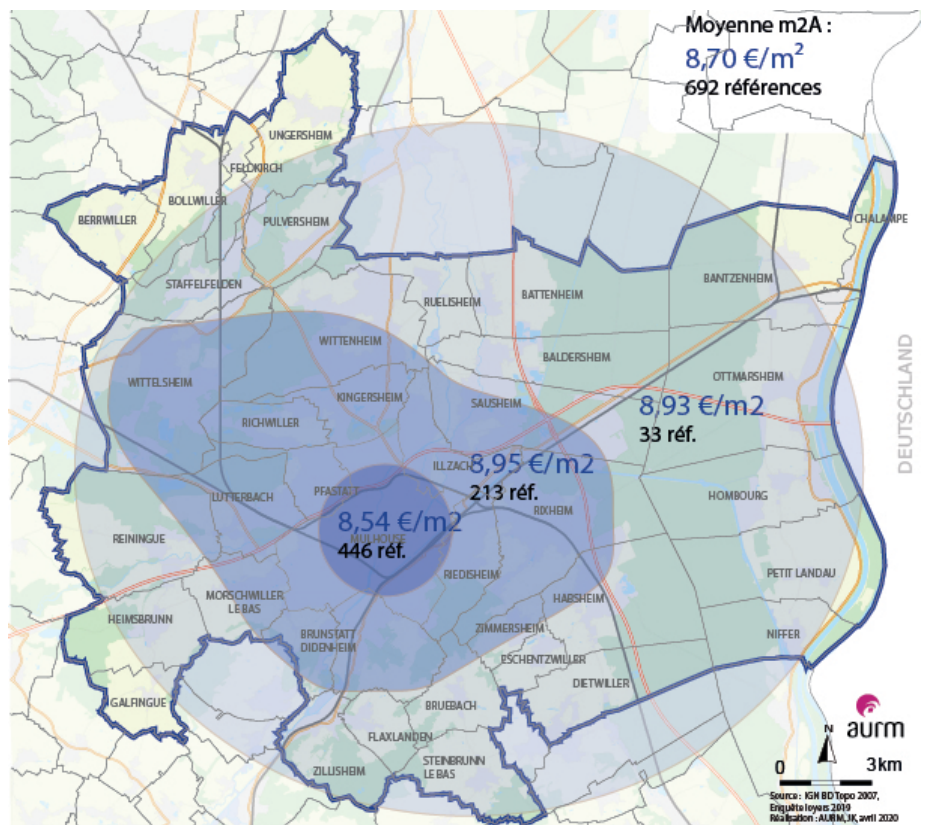 Moyenne m2A :
8,70 €/m²
692 références
UNGERSHEIM
FELDKIRCH
BOLLWILLER
BERRWILLER
PULVERSHEIM
CHALAMPE
STAFFELFELDEN
RUELISHEIM
BATTENHEIM
BANTZENHEIM
WITTENHEIM
BALDERSHEIM
WITTELSHEIM
OTTMARSHEIM
KINGERSHEIM
SAUSHEIM
RICHWILLER
8,93 €/m2
33 réf.
DEUTSCHLAND
ILLZACH
8,95 €/m2
213 réf.
PFASTATT
LUTTERBACH
HOMBOURG
RIXHEIM
8,54 €/m2
MULHOUSE
446 réf.
REININGUE
RIEDISHEIM
PETIT LANDAU
MORSCHWILLER
LE BAS
HABSHEIM
HEIMSBRUNN
ZIMMERSHEIM
NIFFER
BRUNSTATT
DIDENHEIM
ESCHENTZWILLER
DIETWILLER
GALFINGUE
BRUEBACH
FLAXLANDEN
STEINBRUNN
LE BAS
ZILLISHEIM
aurm
N
0 3 km
Source : IGN BD Topo 2007,
Enquête loyers 2019
Réalisation : AURM, JK, avril 2020